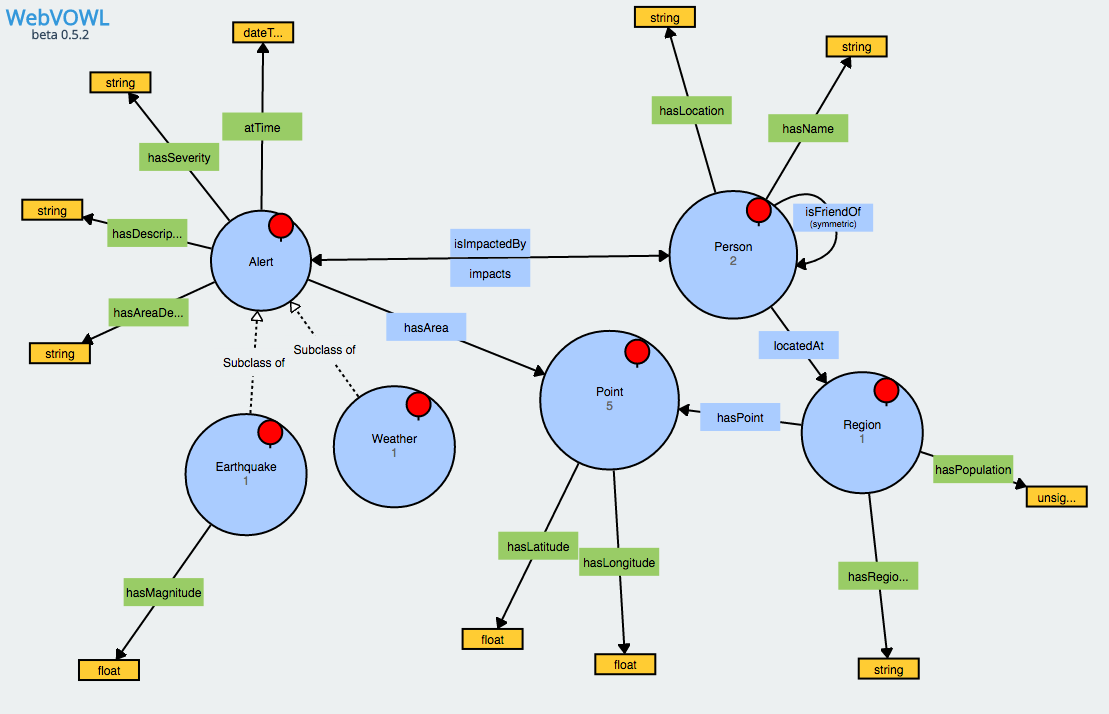 WebVOWL
beta 0.5.2
dateT...
string
string
string
atTime
hasSeverity
hasLocation
hasName
string
hasDescrip...
isFriendOf
(symmetric)
Alert
isImpactedBy
impacts
Person
2
hasAreaDe...
string
hasArea
locatedAt
Subclass of
Subclass of
Point
5
hasPoint
Region
1
Weather
1
Earthquake
1
hasPopulation
unsig...
hasLatitude
hasLongitude
hasRegio...
hasMagnitude
float
float
float
string